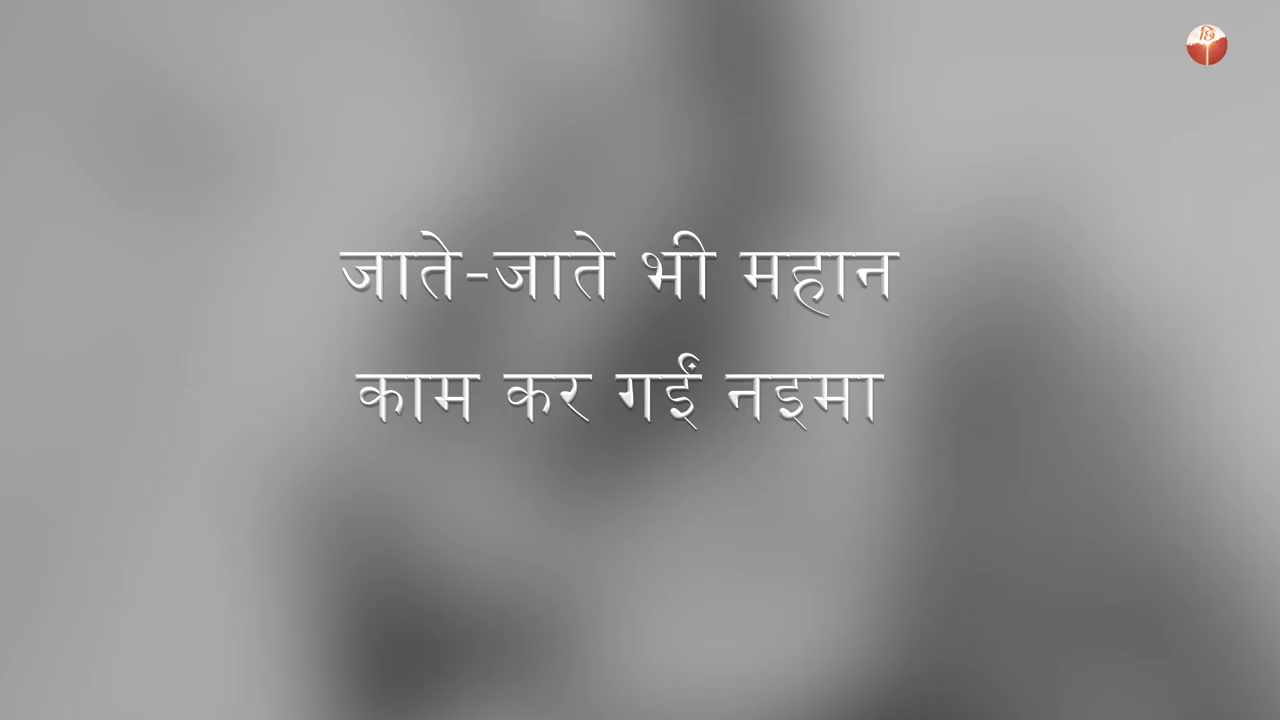 जाते-जाते भी महान
काम कर गईं नइमा